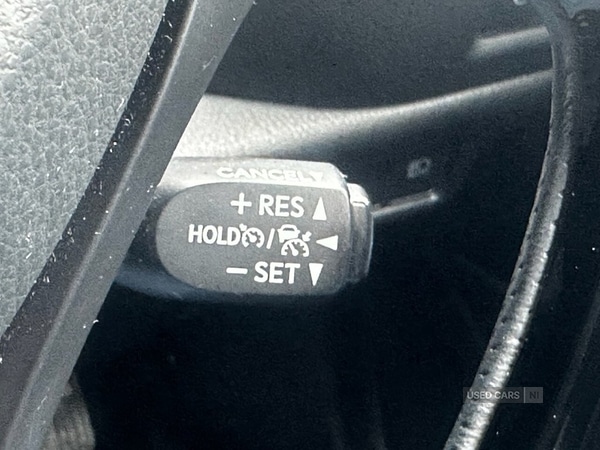 CANCEL
+ RES
HOLD /
− SET
USED CARS NI